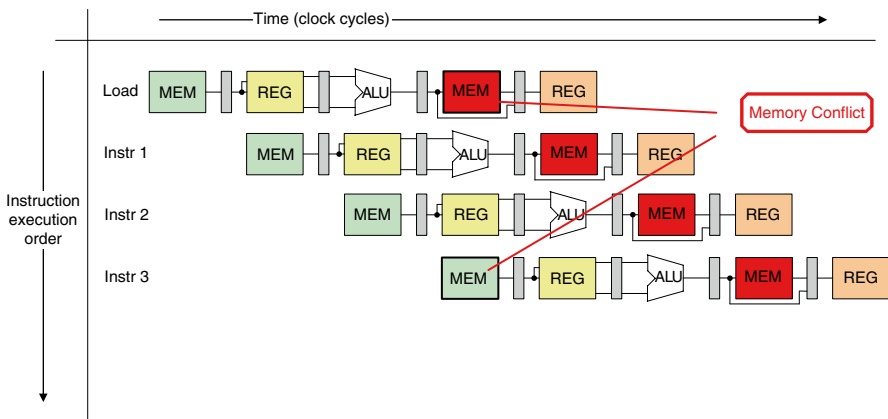 Time (clock cycles)
Load MEM REG ALU MEM REG
Memory Conflict
Instr 1 MEM REG ALU MEM REG
Instruction
execution
order
Instr 2 MEM REG ALU MEM REG
Instr 3 MEM REG ALU MEM REG